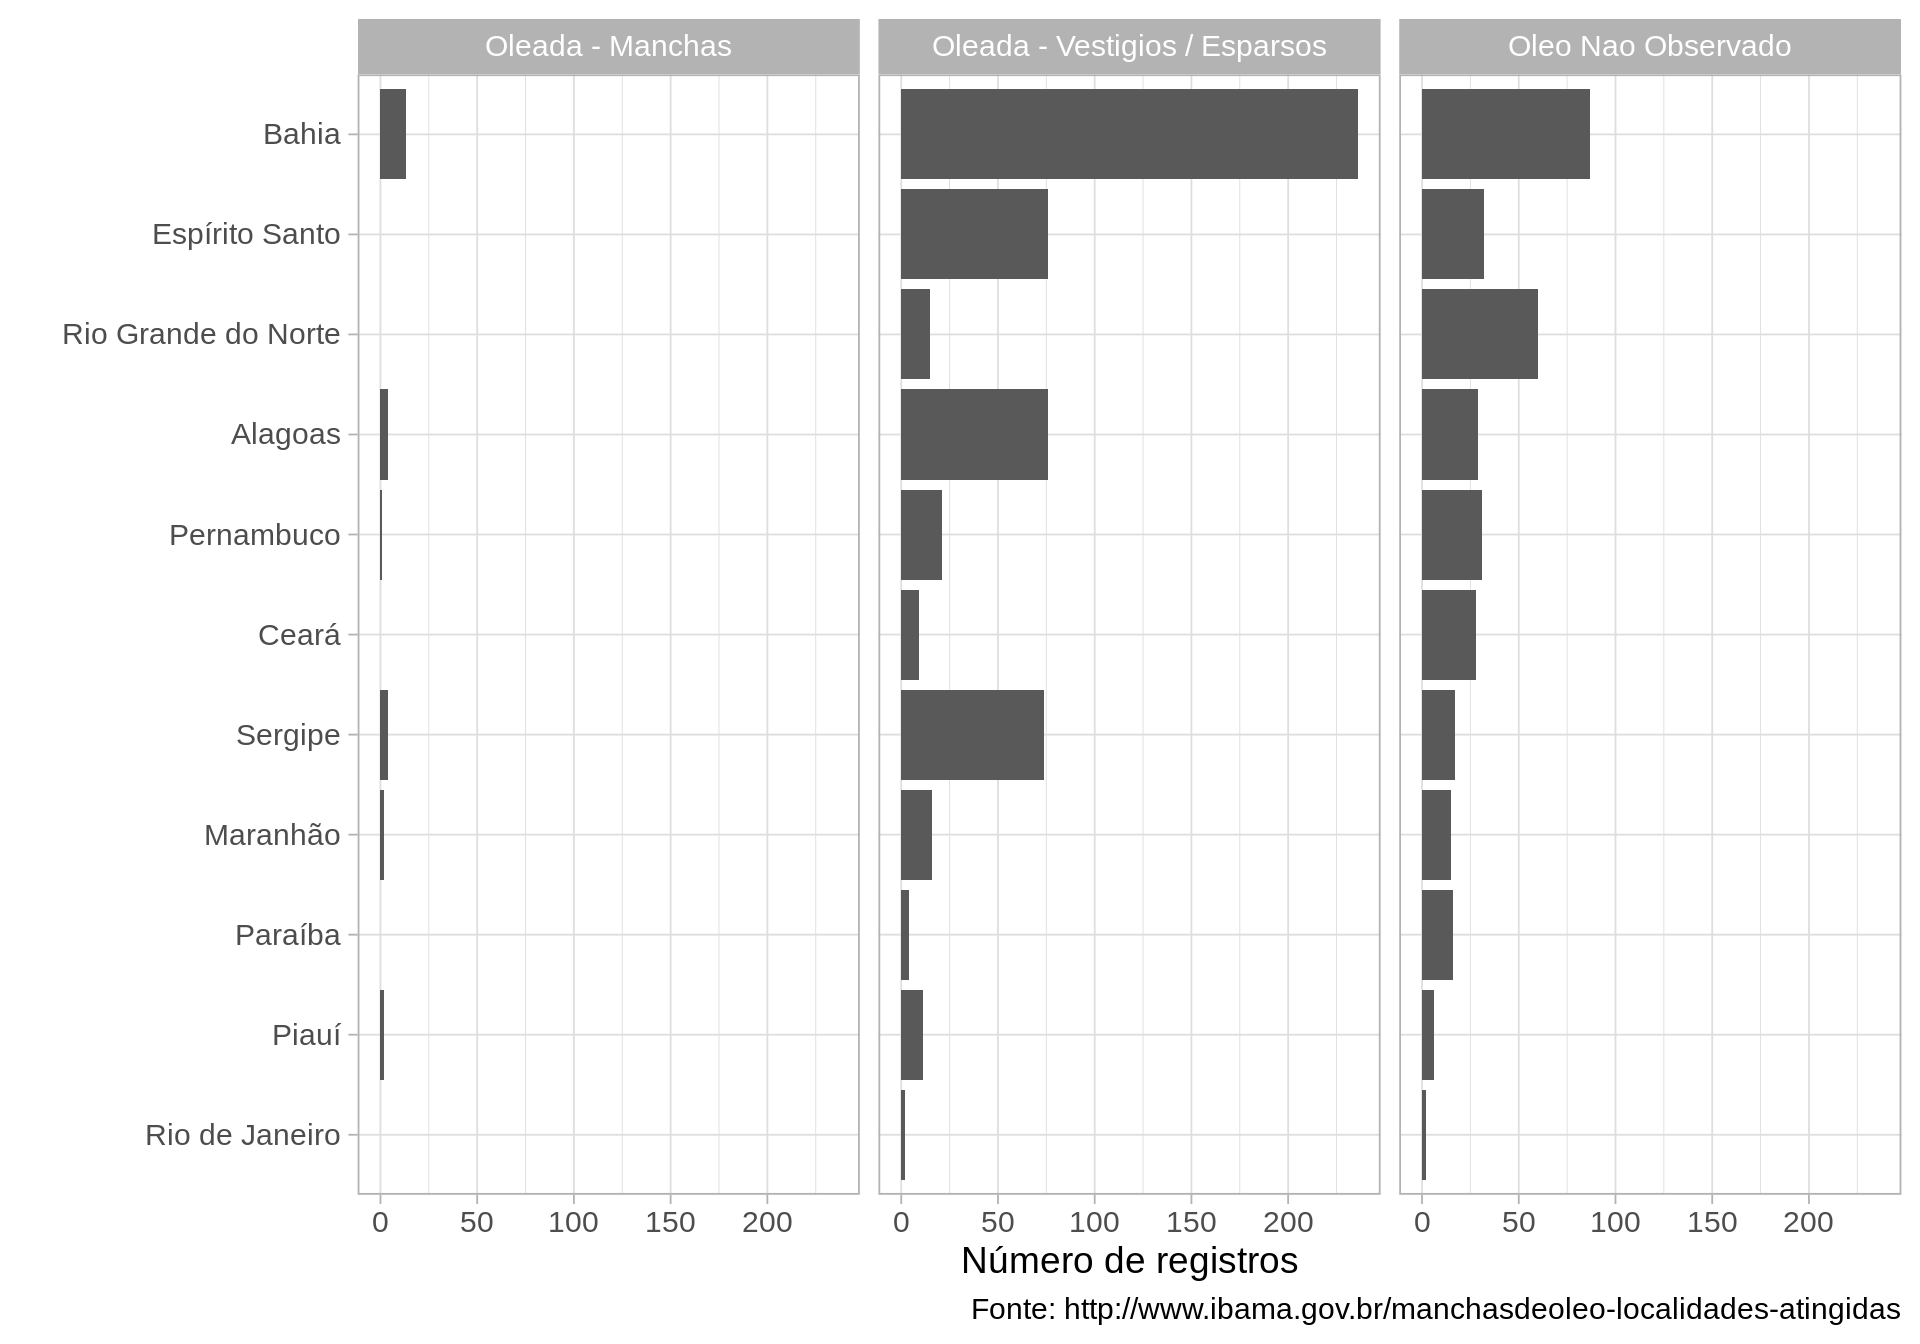 Oleada - Manchas
Oleada - Vestigios / Esparsos
Oleo Nao Observado
Bahia
Espírito Santo
Rio Grande do Norte
Alagoas
Pernambuco
Ceará
Sergipe
Maranhão
Paraíba
Piauí
Rio de Janeiro
0 50 100 150 200
0 50 100 150 200
0 50 100 150 200
Número de registros
Fonte: http://www.ibama.gov.br/manchasdeoleo-localidades-atingidas